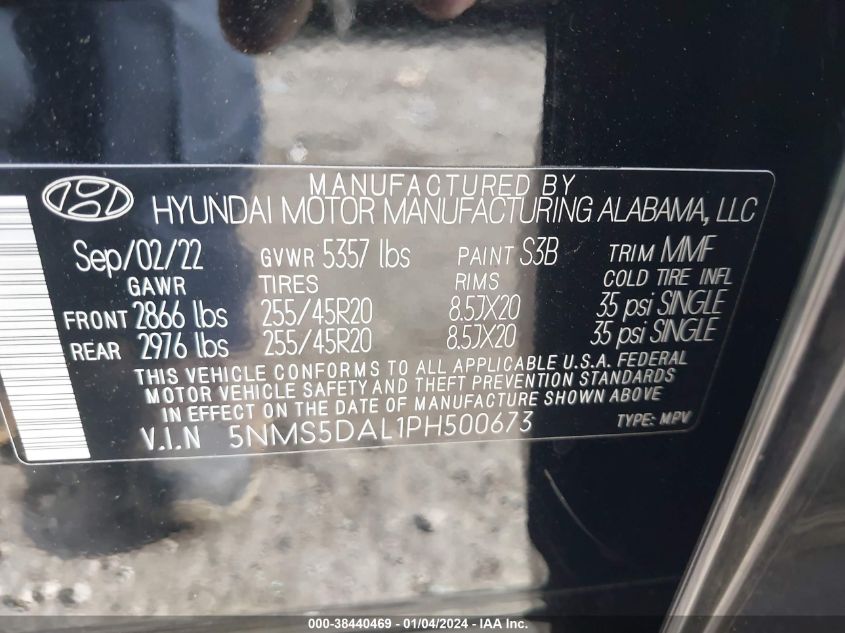 MANUFACTURED BY
HYUNDAI MOTOR MANUFACTURING ALABAMA, LLC
Sep/02/22 GVWR 5357 lbs PAINT S3B TRIM MMF
GAWR TIRES RIMS COLD TIRE INFL
FRONT 2866 lbs 255/45R20 8.5JX20 35 psi SINGLE
REAR 2976 lbs 255/45R20 8.5JX20 35 psi SINGLE
THIS VEHICLE CONFORMS TO ALL APPLICABLE U.S.A. FEDERAL
MOTOR VEHICLE SAFETY AND THEFT PREVENTION STANDARDS
IN EFFECT ON THE DATE OF MANUFACTURE SHOWN ABOVE
V.I.N 5NMS5DAL1PH500673 TYPE: MPV
000-38440469 - 01/04/2024 - © IAA Inc.